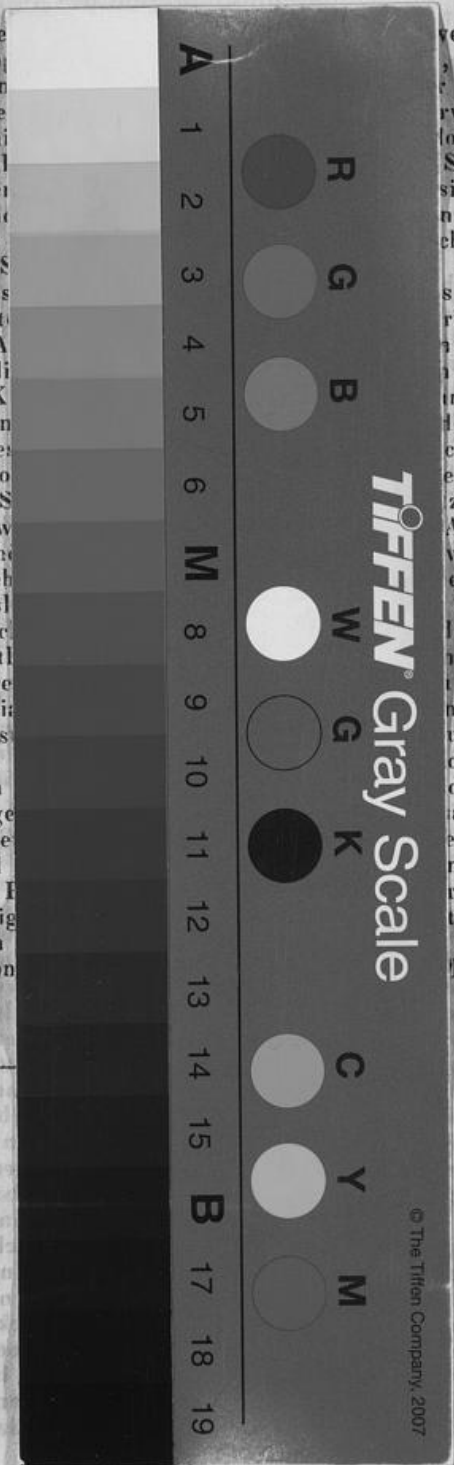 TIFFEN® Gray Scale
© The Tiffen Company, 2007
R G B W G K C Y M
A 1 2 3 4 5 6 M 8 9 10 11 12 13 14 15 B 17 18 19